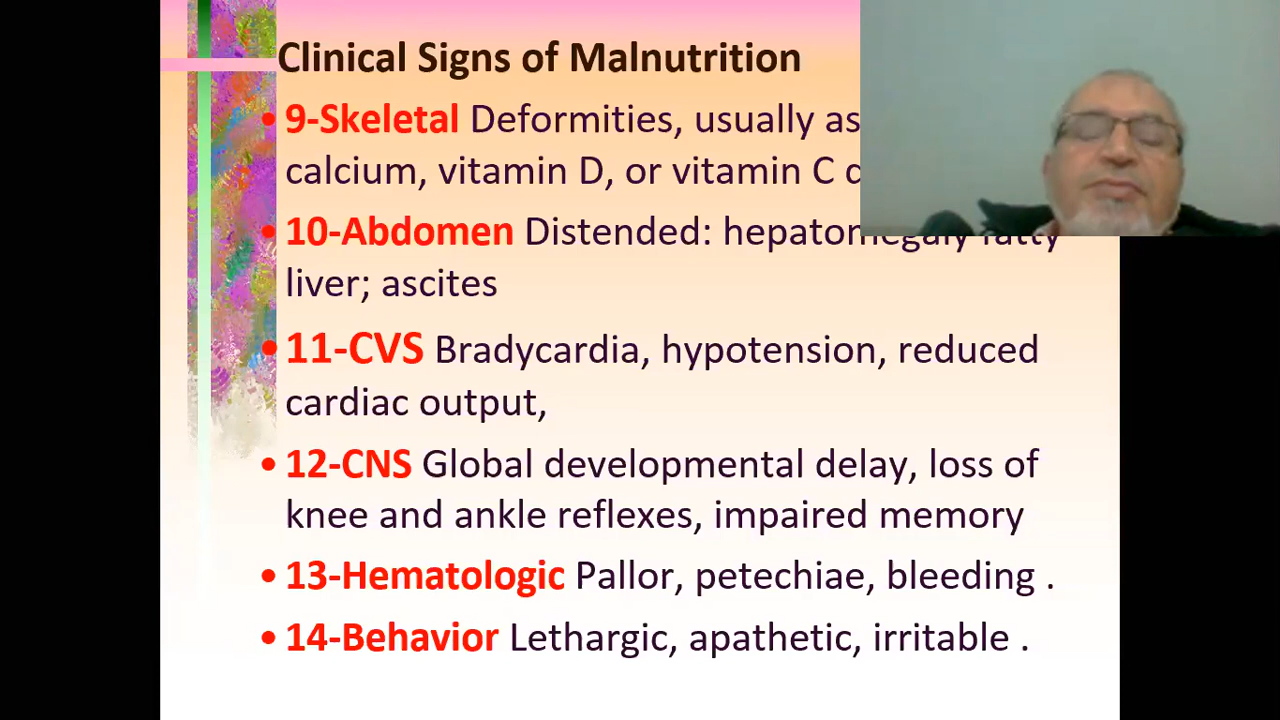 Clinical Signs of Malnutrition
• 9-Skeletal Deformities, usually as
calcium, vitamin D, or vitamin C
• 10-Abdomen Distended: hepatomegaly fatty
liver; ascites
• 11-CVS Bradycardia, hypotension, reduced
cardiac output,
• 12-CNS Global developmental delay, loss of
knee and ankle reflexes, impaired memory
• 13-Hematologic Pallor, petechiae, bleeding .
• 14-Behavior Lethargic, apathetic, irritable .